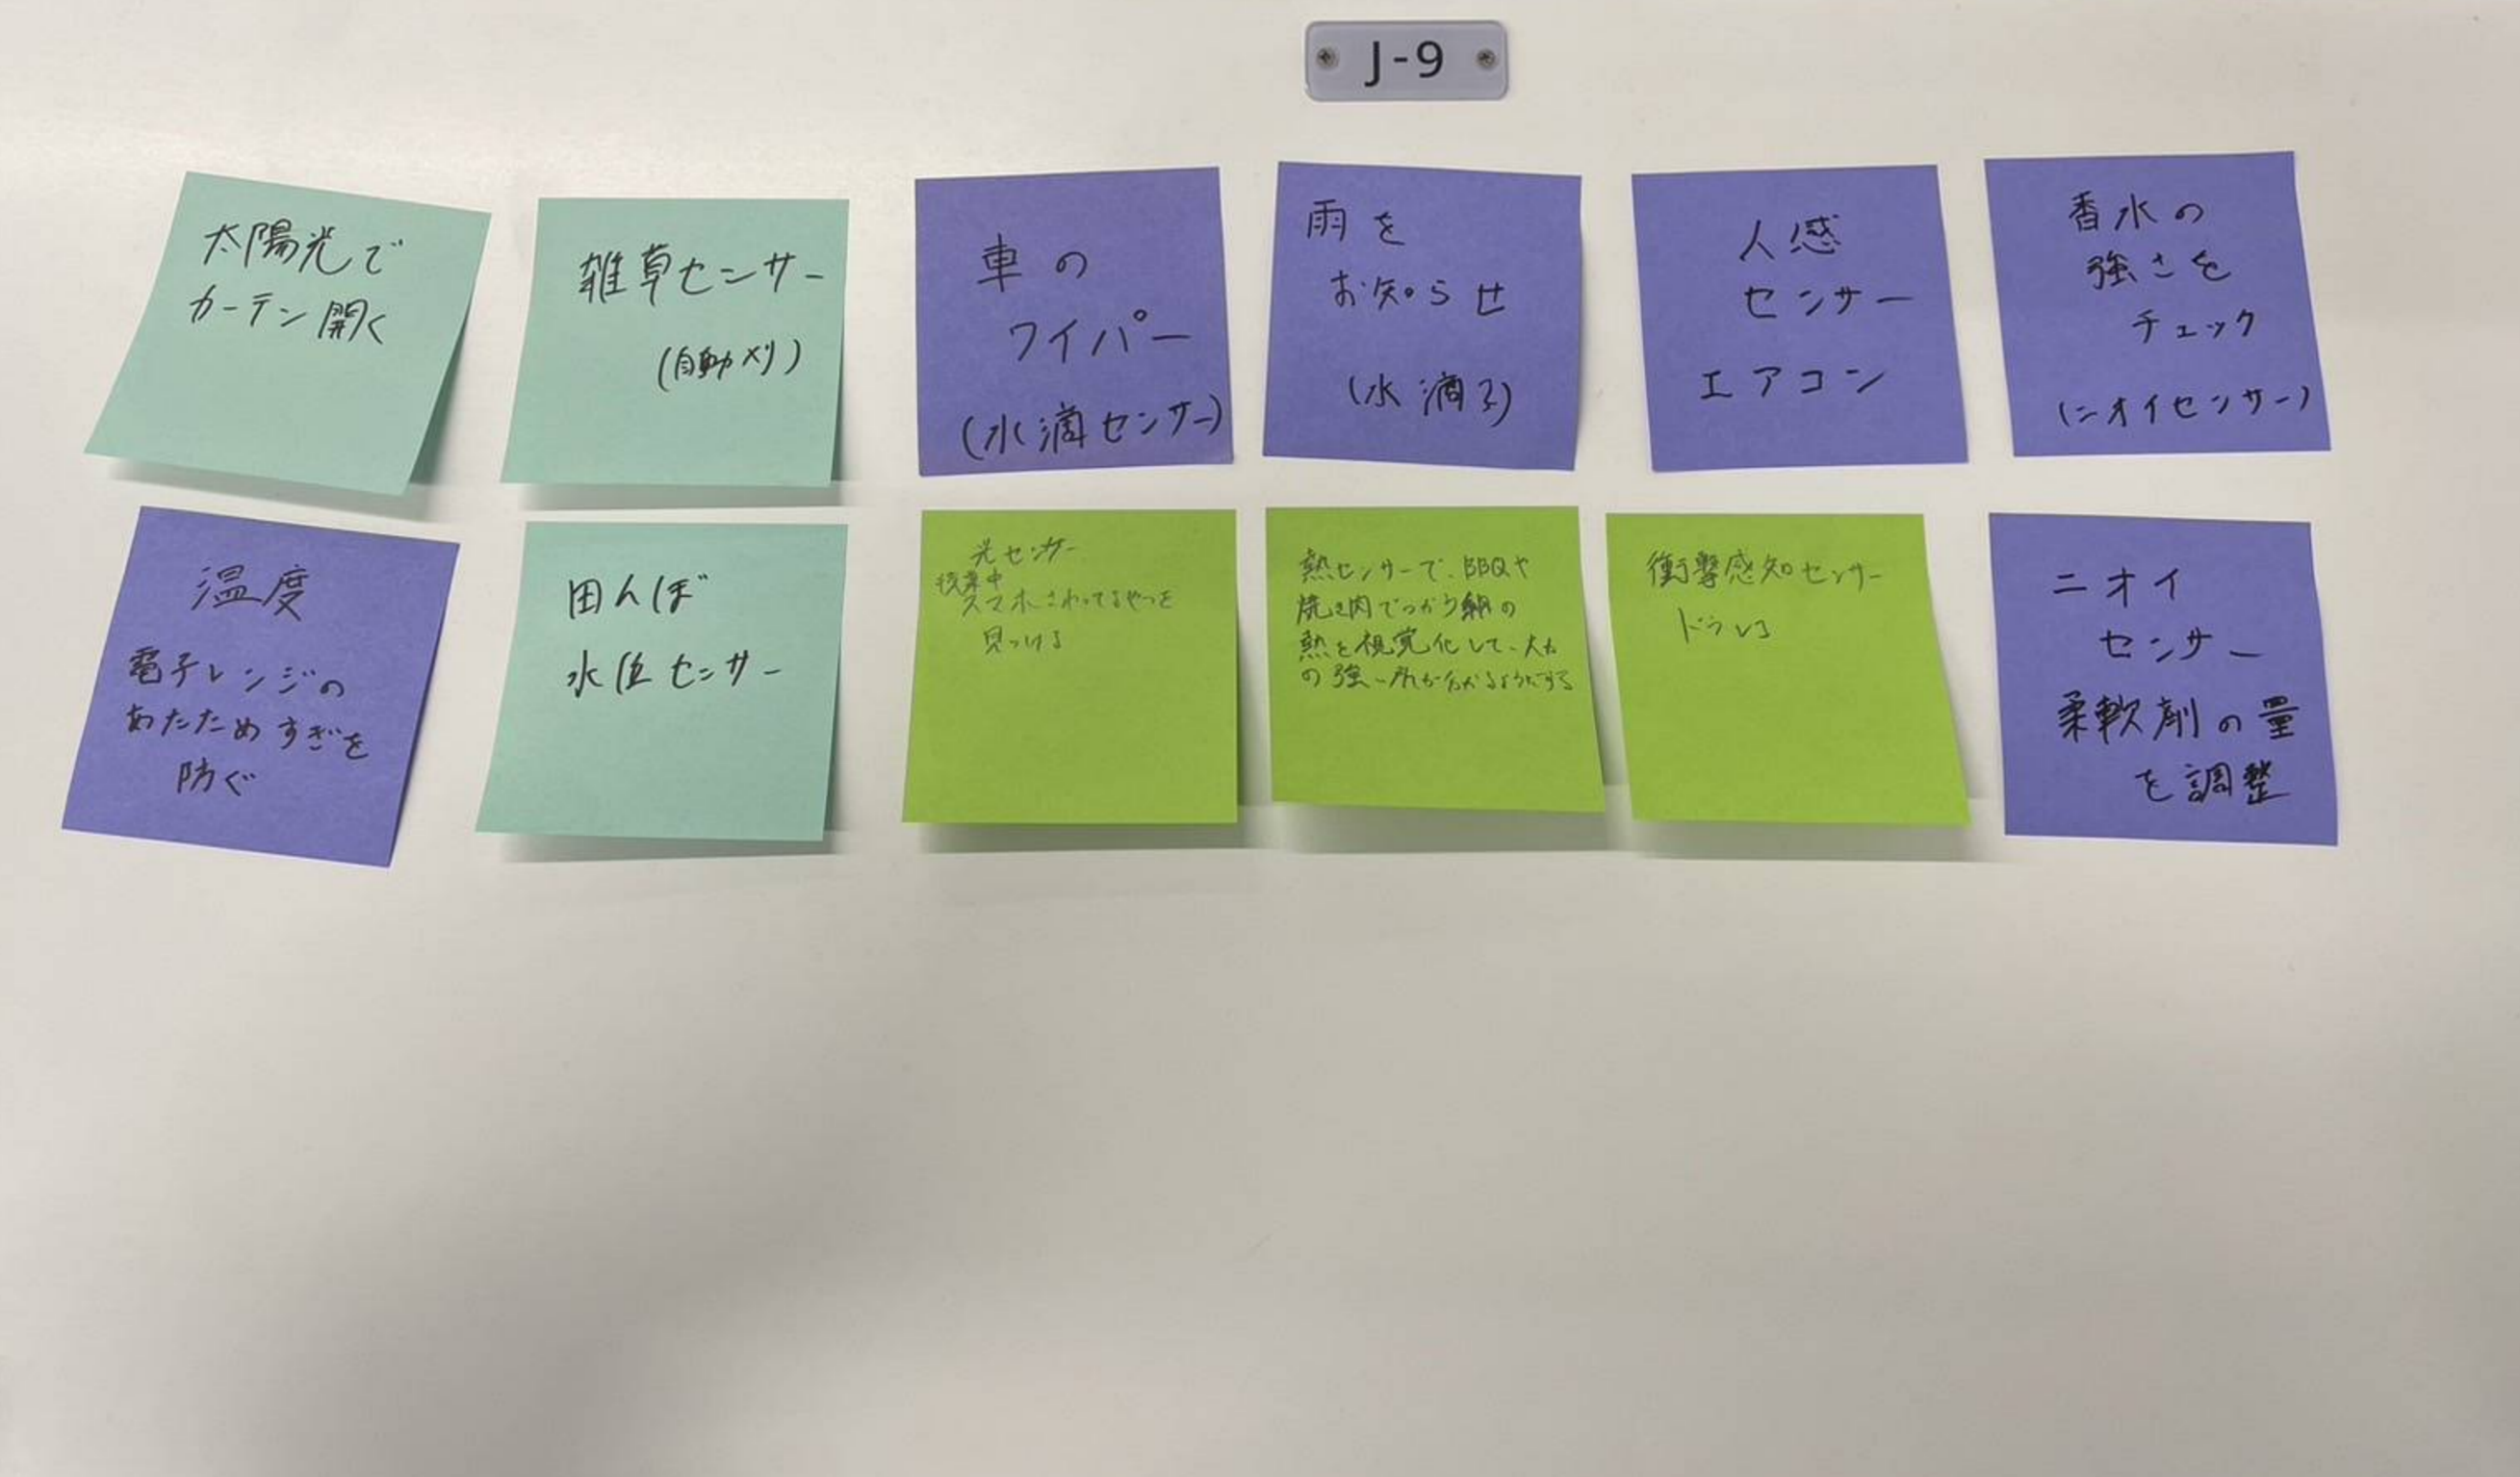 J-9
太陽光で
カーテン開く
雑草センサー
(自動刈)
車の
ワイパー
(水滴センサー)
雨を
お知らせ
(水滴〃)
人感
センサー
エアコン
香水の
強さを
チェック
(ニオイセンサー)
温度
電子レンジの
あたためすぎを
防ぐ
田んぼ
水位センサー
光センサー
授業中
スマホさわってるやつを
見つける
熱センサーで、BBQや
焼き肉でつかう網の
熱を視覚化して、火力
の強い所が分かるようにする
衝撃感知センサー
ドラレコ
ニオイ
センサー
柔軟剤の量
を調整